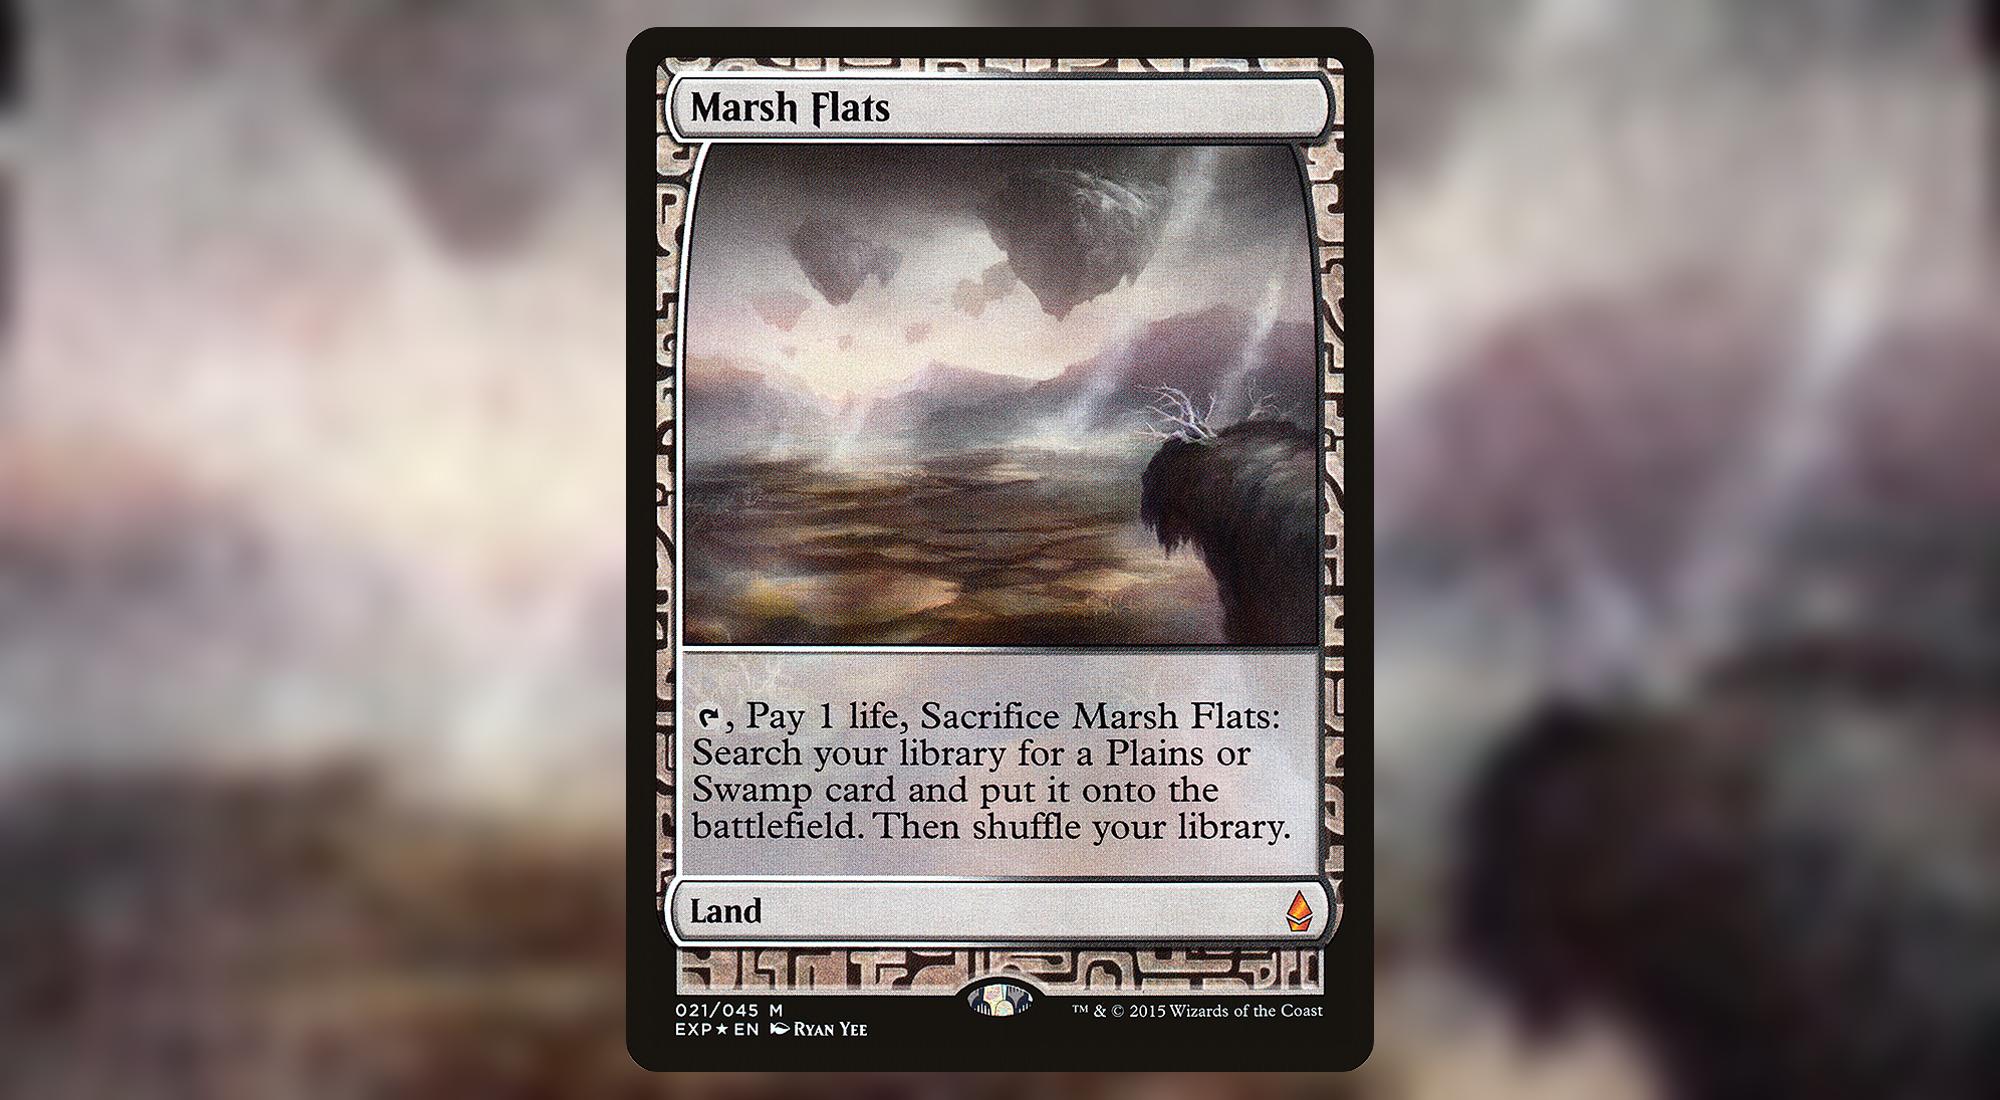 Marsh Flats
, Pay 1 life, Sacrifice Marsh Flats:
Search your library for a Plains or
Swamp card and put it onto the
battlefield. Then shuffle your library.
Land
021/045 M
EXP★EN Ryan Yee
™ & © 2015 Wizards of the Coast